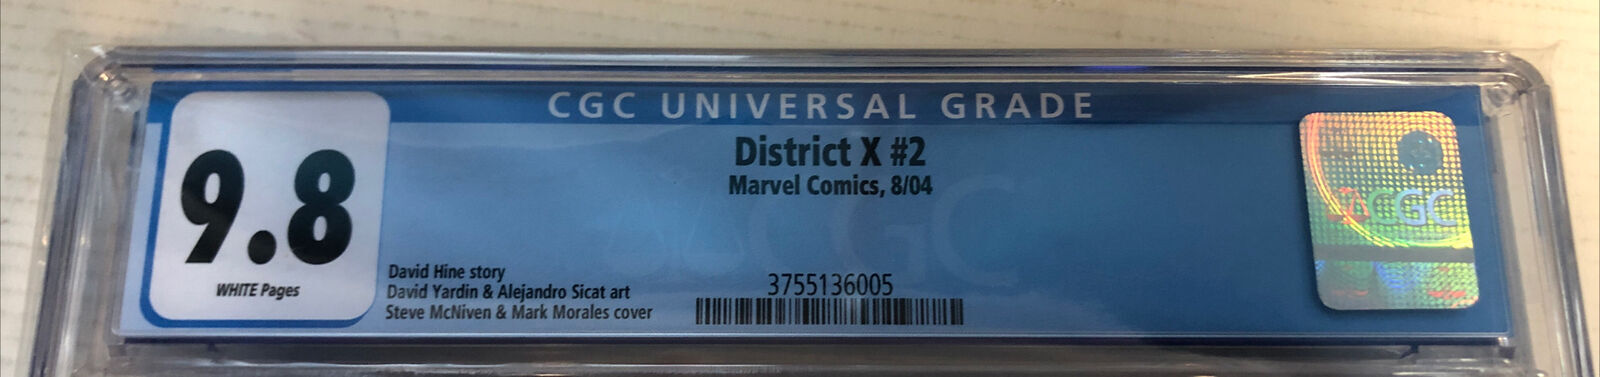 CGC UNIVERSAL GRADE
9.8
WHITE Pages
District X #2
Marvel Comics, 8/04
David Hine story
David Yardin & Alejandro Sicat art
Steve McNiven & Mark Morales cover
3755136005
CGC
CGC